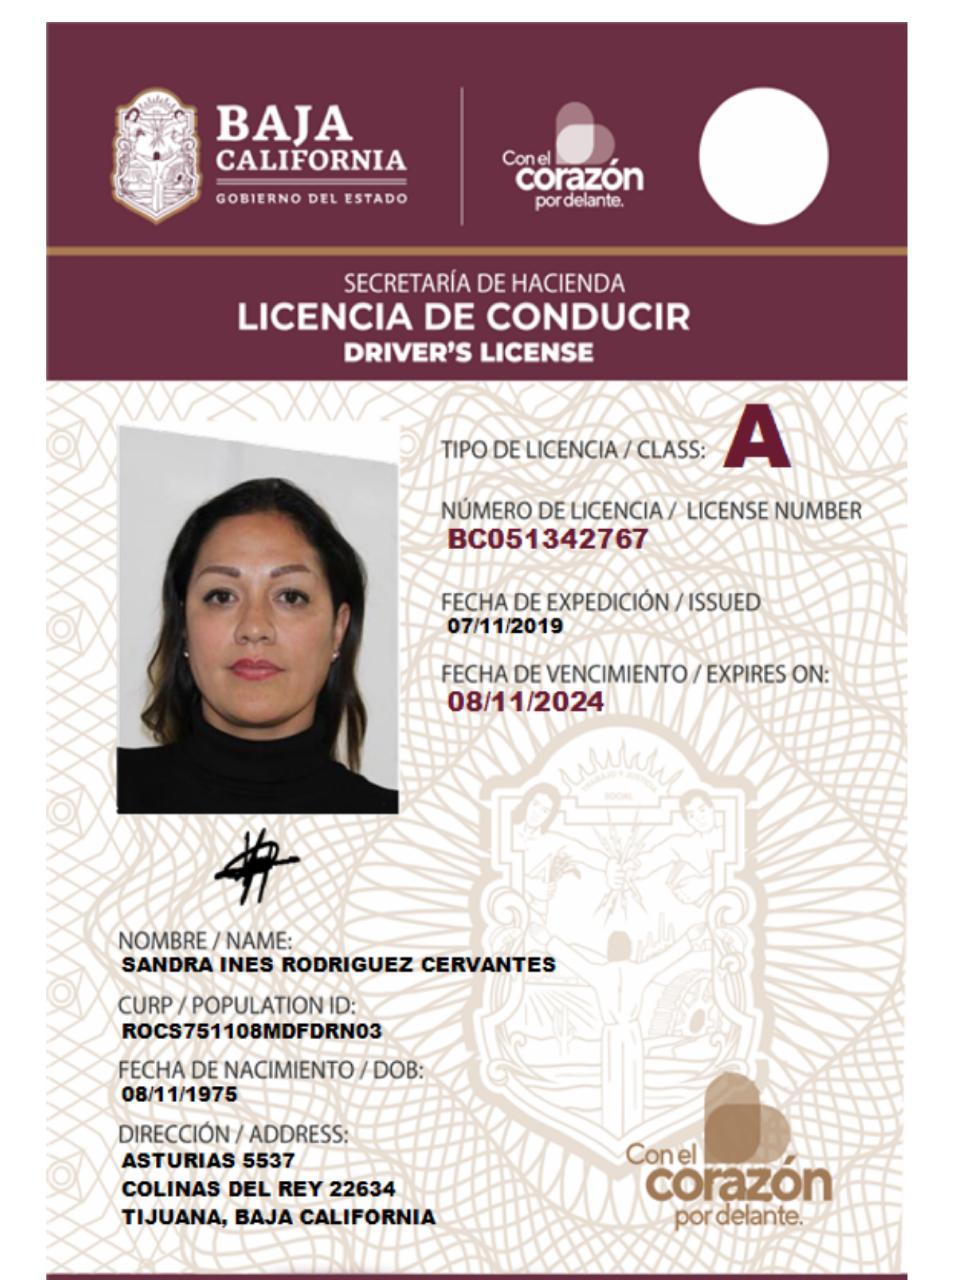 BAJA
CALIFORNIA
GOBIERNO DEL ESTADO
Con el
corazón
por delante.
SECRETARÍA DE HACIENDA
LICENCIA DE CONDUCIR
DRIVER'S LICENSE
TIPO DE LICENCIA / CLASS: A
NÚMERO DE LICENCIA / LICENSE NUMBER
BC051342767
FECHA DE EXPEDICIÓN / ISSUED
07/11/2019
FECHA DE VENCIMIENTO / EXPIRES ON:
08/11/2024
TRABAJO Y JUSTICIA
SOCIAL
NOMBRE / NAME:
SANDRA INES RODRIGUEZ CERVANTES
CURP / POPULATION ID:
ROCS751108MDFDRN03
FECHA DE NACIMIENTO / DOB:
08/11/1975
DIRECCIÓN / ADDRESS:
ASTURIAS 5537
COLINAS DEL REY 22634
TIJUANA, BAJA CALIFORNIA
Con el
corazón
por delante.